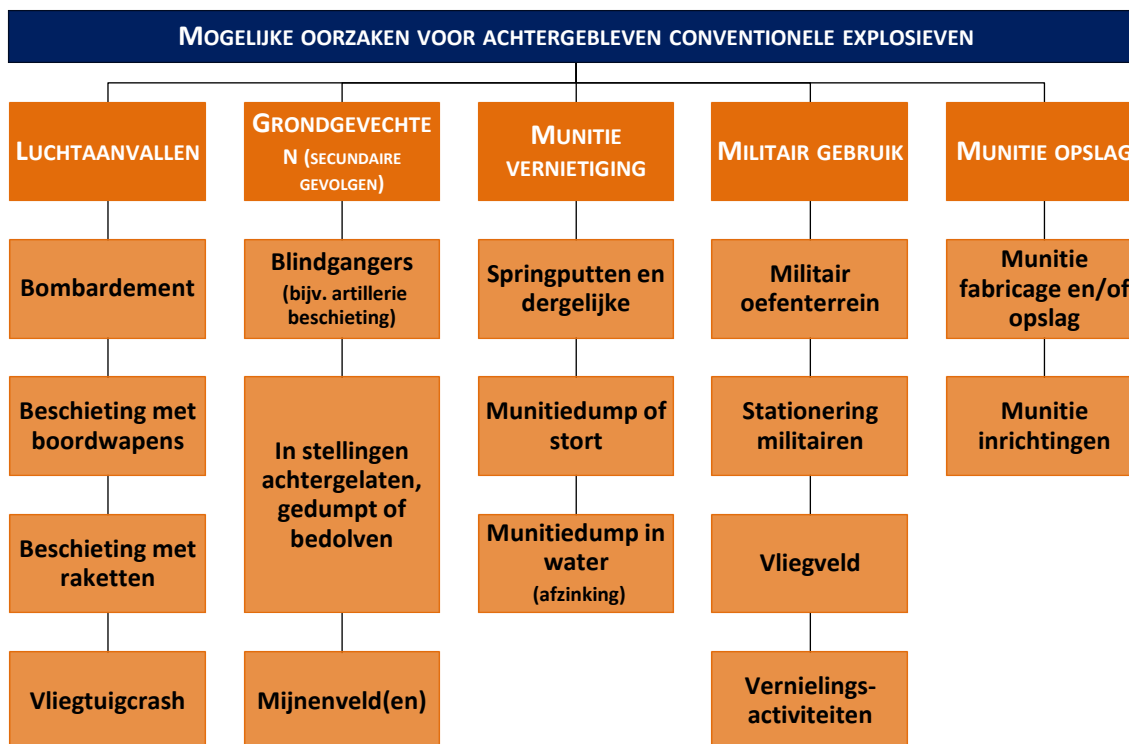 MOGELIJKE OORZAKEN VOOR ACHTERGEBLEVEN CONVENTIONELE EXPLOSIEVEN
LUCHTAANVALLEN
Bombardement
Beschieting met
boordwapens
Beschieting met
raketten
Vliegtuigcrash
GRONDGEVECHTE
N (SECUNDAIRE
GEVOLGEN)
Blindgangers
(bijv. artillerie
beschieting)
In stellingen
achtergelaten,
gedumpt of
bedolven
Mijnenveld(en)
MUNITIE
VERNIETIGING
Springputten en
dergelijke
Munitiedump of
stort
Munitiedump in
water
(afzinking)
MILITAIR GEBRUIK
Militair
oefenterrein
Stationering
militairen
Vliegveld
Vernielings-
activiteiten
MUNITIE OPSLAG
Munitie
fabricage en/of
opslag
Munitie
inrichtingen